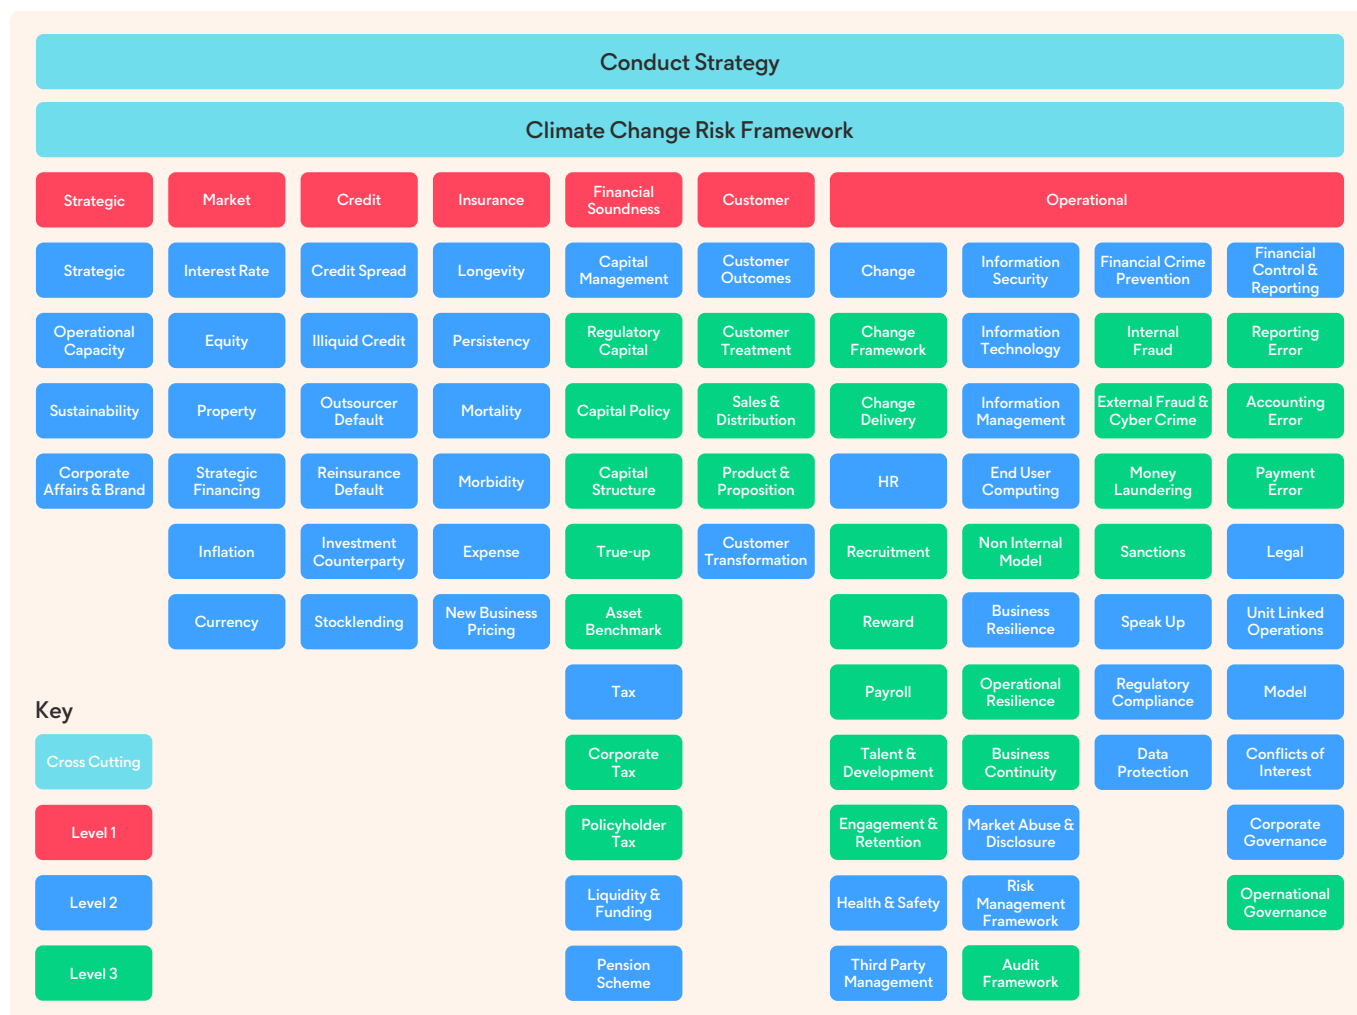 Conduct Strategy
Climate Change Risk Framework
Strategic
Market
Credit
Insurance
Financial
Soundness
Customer
Operational
Strategic
Interest Rate
Credit Spread
Longevity
Capital
Management
Customer
Outcomes
Change
Information
Security
Financial Crime
Prevention
Financial
Control &
Reporting
Operational
Capacity
Equity
Illiquid Credit
Persistency
Regulatory
Capital
Customer
Treatment
Change
Framework
Information
Technology
Internal
Fraud
Reporting
Error
Sustainability
Property
Outsourcer
Default
Mortality
Capital Policy
Sales &
Distribution
Change
Delivery
Information
Management
External Fraud &
Cyber Crime
Accounting
Error
Corporate
Affairs & Brand
Strategic
Financing
Reinsurance
Default
Morbidity
Capital
Structure
Product &
Proposition
HR
End User
Computing
Money
Laundering
Payment
Error
Inflation
Investment
Counterparty
Expense
True-up
Customer
Transformation
Recruitment
Non Internal
Model
Sanctions
Legal
Currency
Stocklending
New Business
Pricing
Asset
Benchmark
Reward
Business
Resilience
Speak Up
Unit Linked
Operations
Tax
Payroll
Operational
Resilience
Regulatory
Compliance
Model
Key
Cross Cutting
Corporate
Tax
Talent &
Development
Business
Continuity
Data
Protection
Conflicts of
Interest
Level 1
Policyholder
Tax
Engagement &
Retention
Market Abuse &
Disclosure
Corporate
Governance
Level 2
Liquidity &
Funding
Health & Safety
Risk
Management
Framework
Opernational
Governance
Level 3
Pension
Scheme
Third Party
Management
Audit
Framework